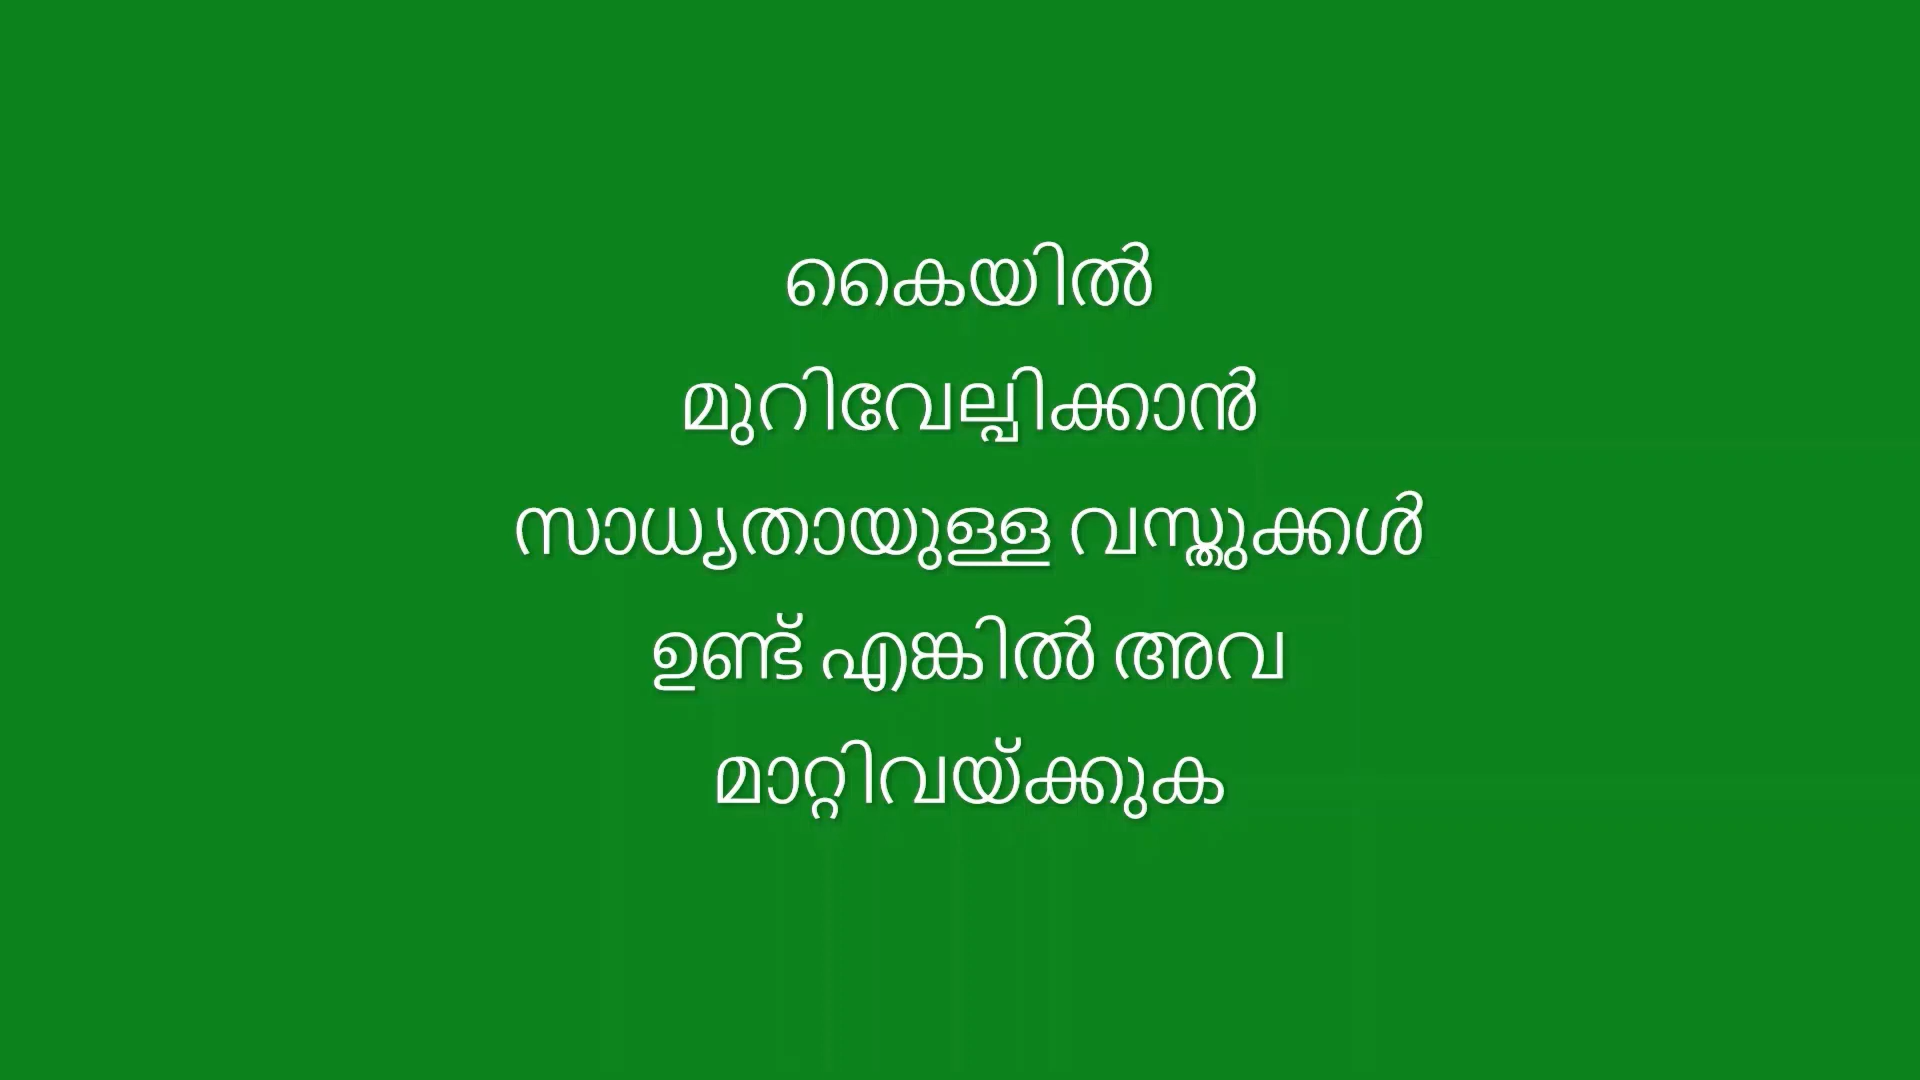 കൈയിൽ
മുറിവേല്പിക്കാൻ
സാധ്യതായുള്ള വസ്തുക്കൾ
ഉണ്ട് എങ്കിൽ അവ
മാറ്റിവയ്ക്കുക